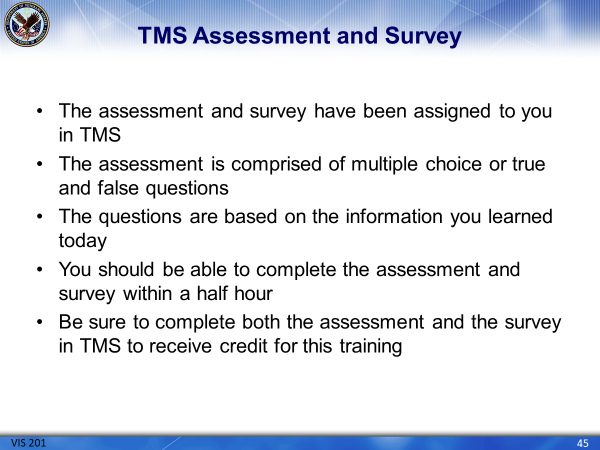 TMS Assessment and Survey
• The assessment and survey have been assigned to you
in TMS
• The assessment is comprised of multiple choice or true
and false questions
• The questions are based on the information you learned
today
• You should be able to complete the assessment and
survey within a half hour
• Be sure to complete both the assessment and the survey
in TMS to receive credit for this training
VIS 201
45